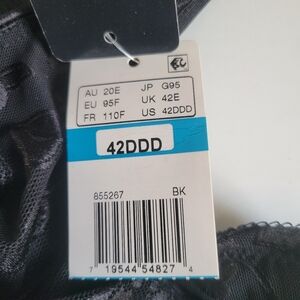 AU 20E JP G95
EU 95F UK 42E
FR 110F US 42DDD
42DDD
855267 BK
7 19544 54827 4